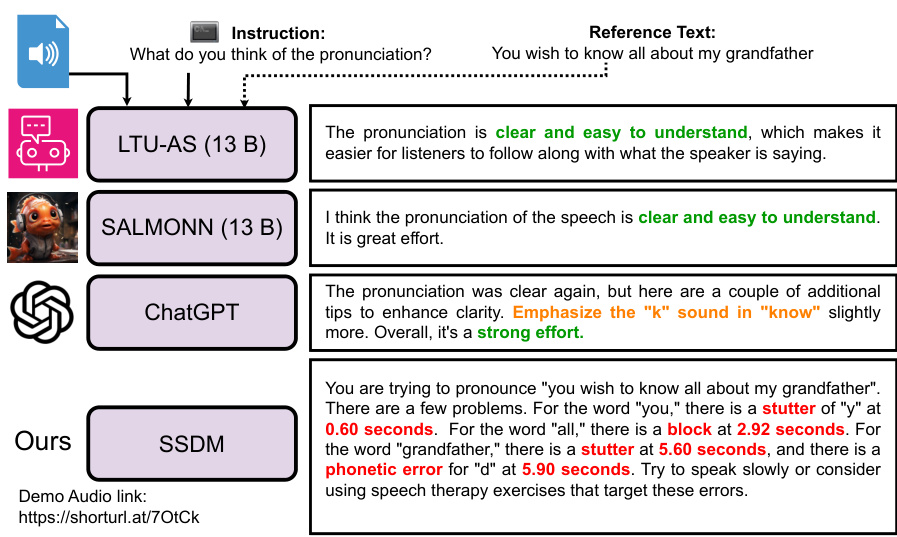 Instruction:
What do you think of the pronunciation?
Reference Text:
You wish to know all about my grandfather
LTU-AS (13 B)
The pronunciation is clear and easy to understand, which makes it
easier for listeners to follow along with what the speaker is saying.
SALMONN (13 B)
I think the pronunciation of the speech is clear and easy to understand.
It is great effort.
ChatGPT
The pronunciation was clear again, but here are a couple of additional
tips to enhance clarity. Emphasize the "k" sound in "know" slightly
more. Overall, it's a strong effort.
Ours
SSDM
You are trying to pronounce "you wish to know all about my grandfather".
There are a few problems. For the word "you," there is a stutter of "y" at
0.60 seconds. For the word "all," there is a block at 2.92 seconds. For
the word "grandfather," there is a stutter at 5.60 seconds, and there is a
phonetic error for "d" at 5.90 seconds. Try to speak slowly or consider
using speech therapy exercises that target these errors.
Demo Audio link:
https://shorturl.at/7OtCk